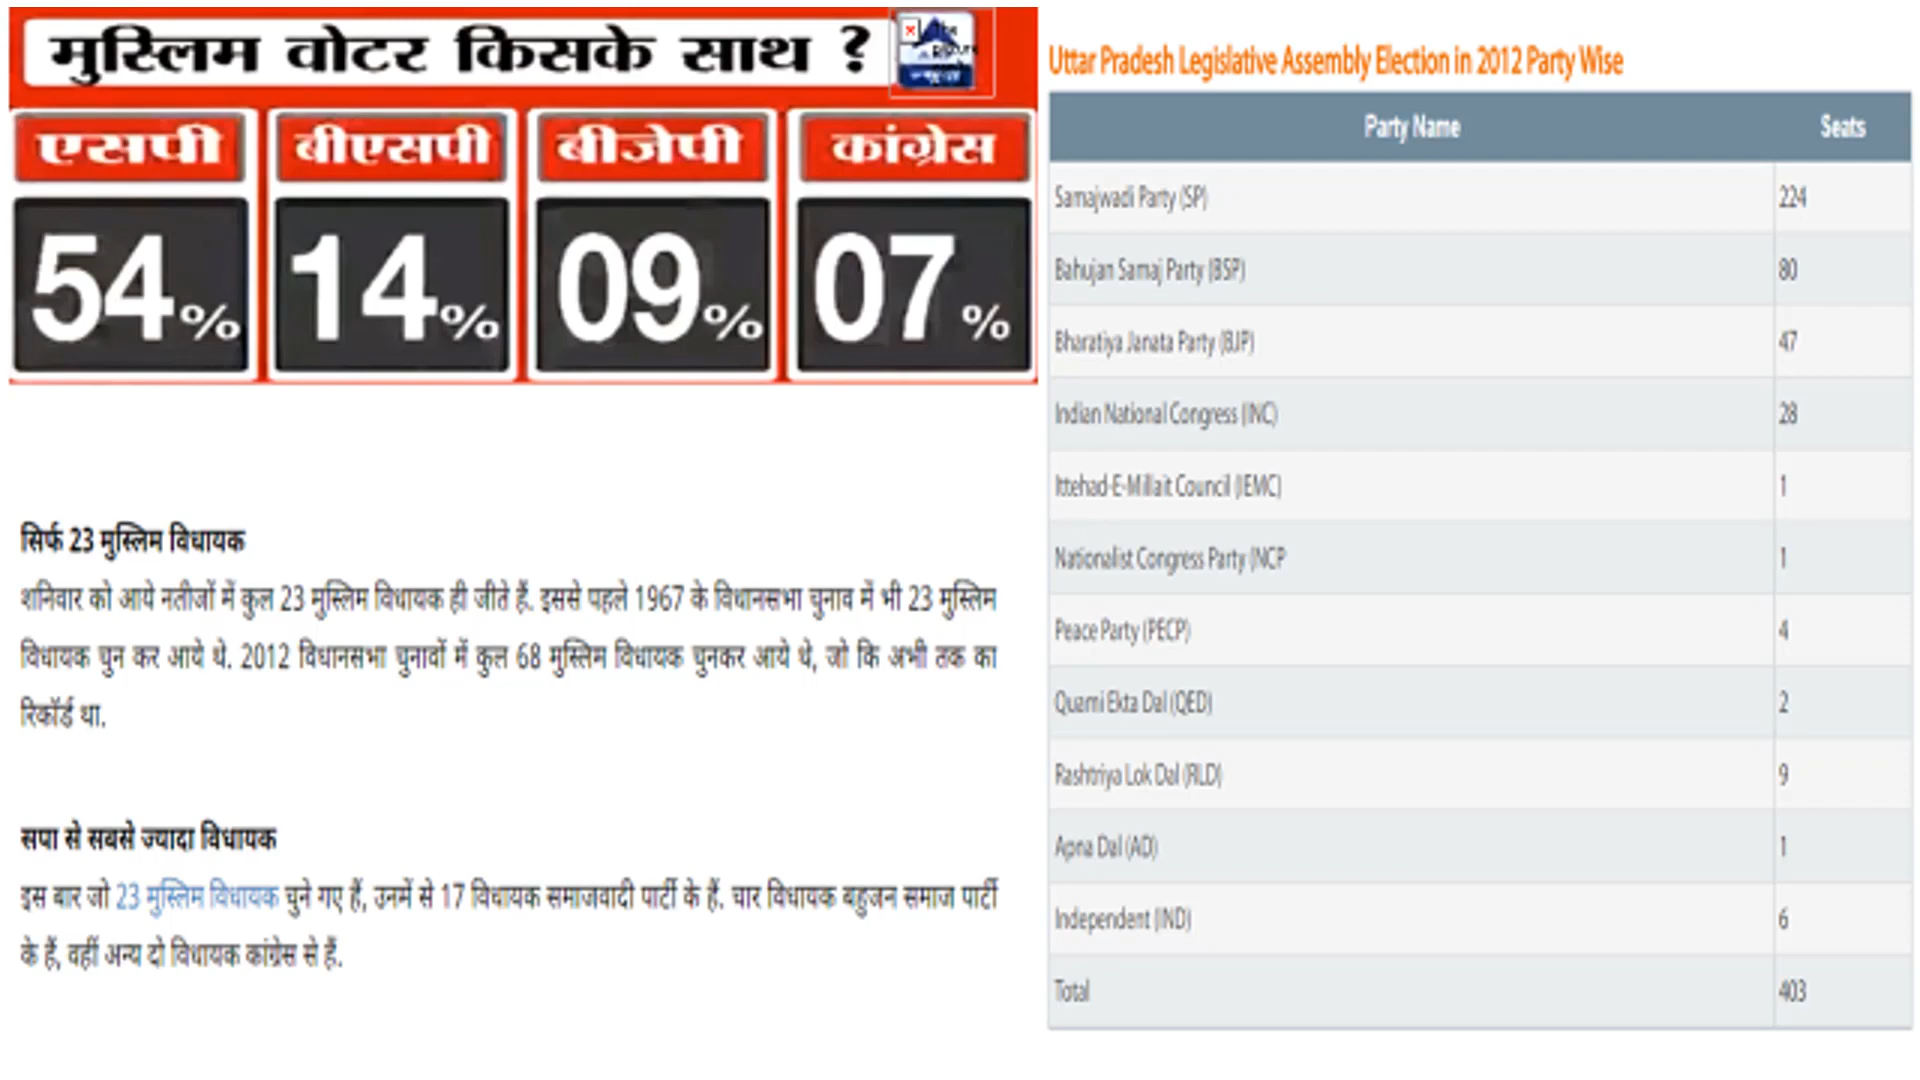 मुस्लिम वोटर किसके साथ ?
एसपी बीएसपी बीजेपी कांग्रेस
54% 14% 09% 07%
सिर्फ 23 मुस्लिम विधायक
शनिवार को आये नतीजों में कुल 23 मुस्लिम विधायक ही जीते हैं. इससे पहले 1967 के विधानसभा चुनाव में भी 23 मुस्लिम
विधायक चुन कर आये थे. 2012 विधानसभा चुनावों में कुल 68 मुस्लिम विधायक चुनकर आये थे, जो कि अभी तक का
रिकॉर्ड था.
सपा से सबसे ज्यादा विधायक
इस बार जो 23 मुस्लिम विधायक चुने गए हैं, उनमें से 17 विधायक समाजवादी पार्टी के हैं. चार विधायक बहुजन समाज पार्टी
के हैं, वहीं अन्य दो विधायक कांग्रेस से हैं.
Uttar Pradesh Legislative Assembly Election in 2012 Party Wise
Party Name Seats
Samajwadi Party (SP) 224
Bahujan Samaj Party (BSP) 80
Bharatiya Janata Party (BJP) 47
Indian National Congress (INC) 28
Ittehad-E-Millait Council (IEMC) 1
Nationalist Congress Party (NCP 1
Peace Party (PECP) 4
Quami Ekta Dal (QED) 2
Rashtriya Lok Dal (RLD) 9
Apna Dal (AD) 1
Independent (IND) 6
Total 403